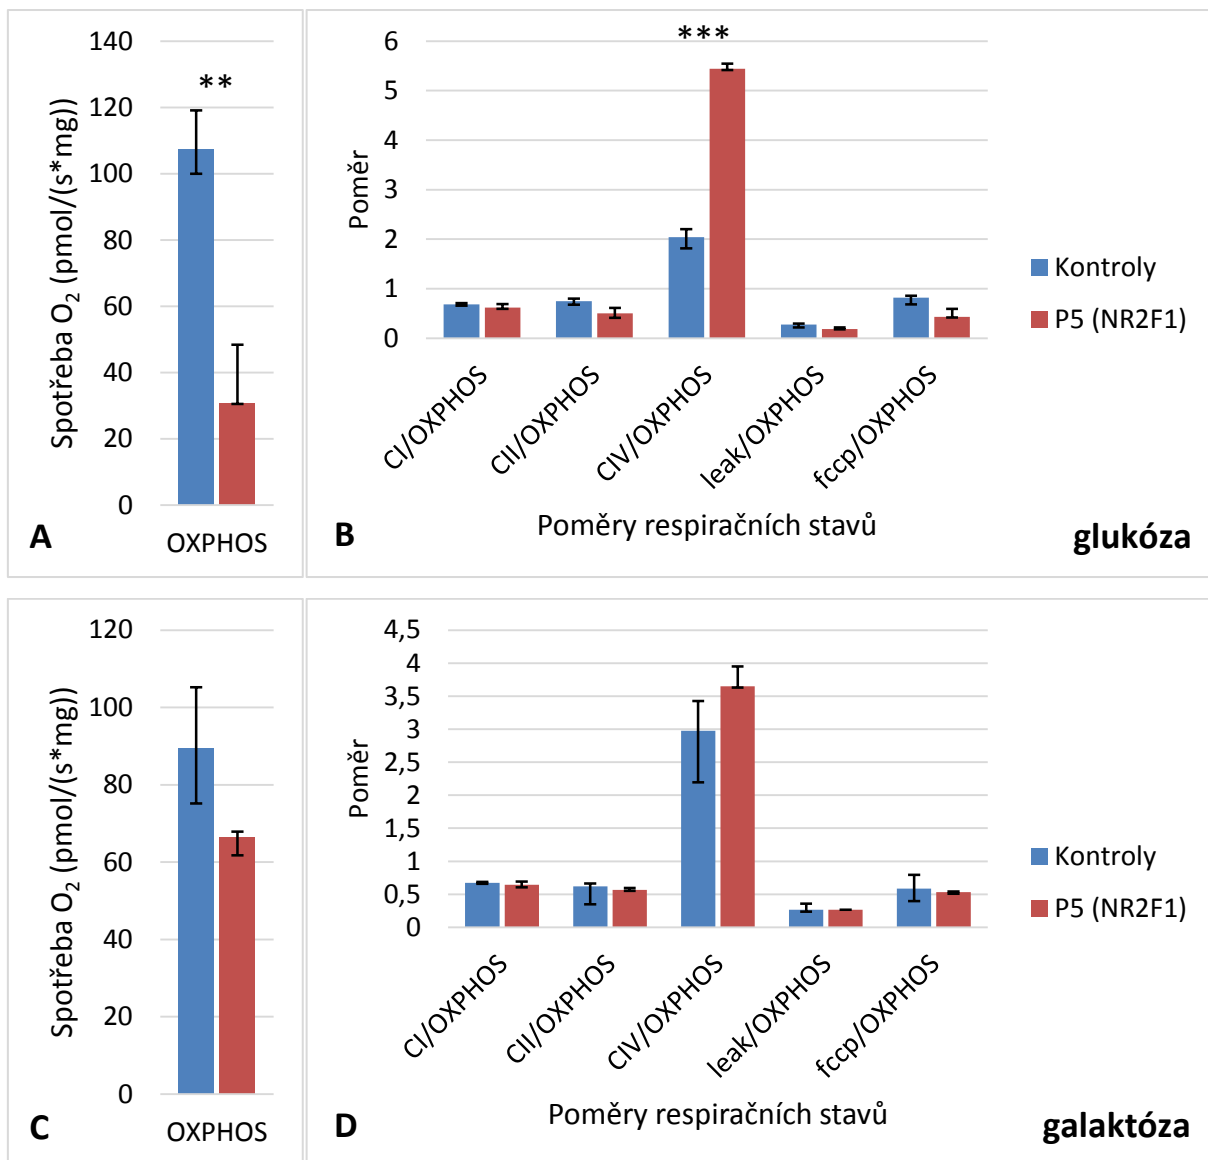 140
120
100
80
60
40
20
0
Spotřeba O₂ (pmol/(s*mg))
**
OXPHOS
A
6
5
4
3
2
1
0
Poměr
***
CI/OXPHOS
CII/OXPHOS
CIV/OXPHOS
leak/OXPHOS
fccp/OXPHOS
Poměry respiračních stavů
Kontroly
P5 (NR2F1)
B
glukóza
120
100
80
60
40
20
0
Spotřeba O₂ (pmol/(s*mg))
OXPHOS
C
4,5
4
3,5
3
2,5
2
1,5
1
0,5
0
Poměr
CI/OXPHOS
CII/OXPHOS
CIV/OXPHOS
leak/OXPHOS
fccp/OXPHOS
Poměry respiračních stavů
Kontroly
P5 (NR2F1)
D
galaktóza